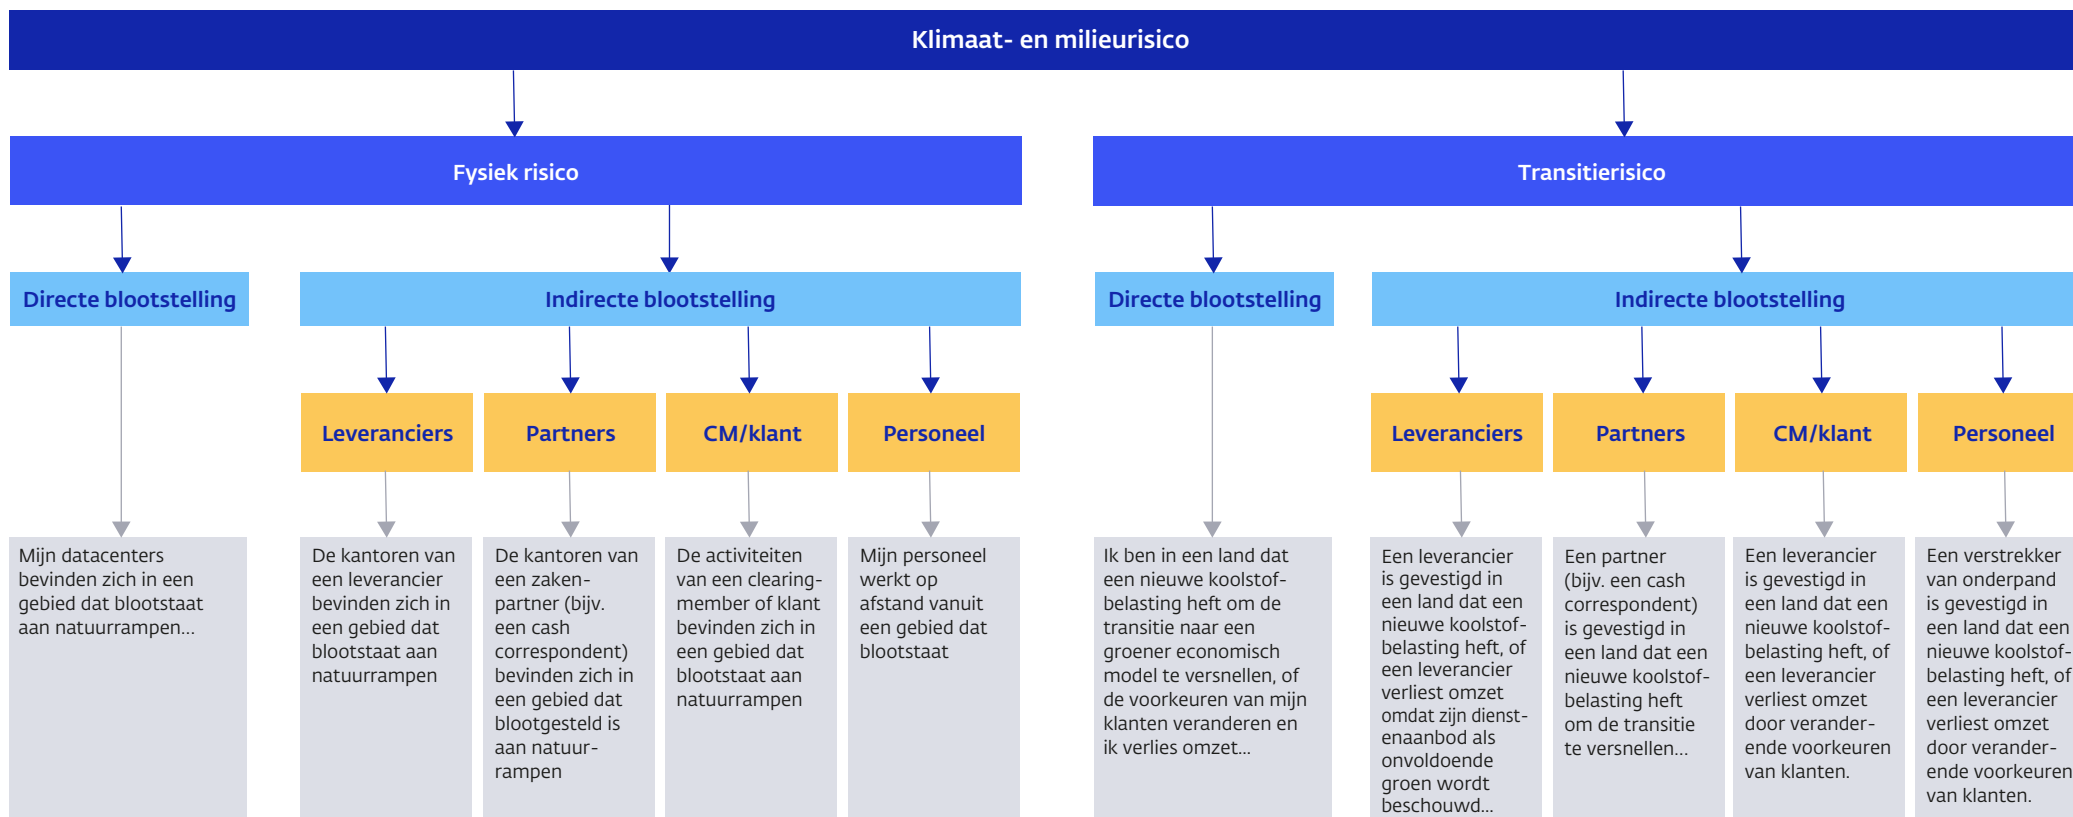 Klimaat- en milieurisico
Fysiek risico
Transitierisico
Directe blootstelling
Indirecte blootstelling
Directe blootstelling
Indirecte blootstelling
Leveranciers
Partners
CM/klant
Personeel
Leveranciers
Partners
CM/klant
Personeel
Mijn datacenters
bevinden zich in een
gebied dat blootstaat
aan natuurrampen...
De kantoren van
een leverancier
bevinden zich in
een gebied dat
blootstaat aan
natuurrampen
De kantoren van
een zaken-
partner (bijv.
een cash
correspondent)
bevinden zich in
een gebied dat
blootgesteld is
aan natuur-
rampen
De activiteiten
van een clearing-
member of klant
bevinden zich in
een gebied dat
blootstaat aan
natuurrampen
Mijn personeel
werkt op
afstand vanuit
een gebied dat
blootstaat
Ik ben in een land dat
een nieuwe koolstof-
belasting heft om de
transitie naar een
groener economisch
model te versnellen, of
de voorkeuren van mijn
klanten veranderen en
ik verlies omzet...
Een leverancier
is gevestigd in
een land dat een
nieuwe koolstof-
belasting heft, of
een leverancier
verliest omzet
omdat zijn dienst-
enaanbod als
onvoldoende
groen wordt
beschouwd...
Een partner
(bijv. een cash
correspondent)
is gevestigd in
een land dat een
nieuwe koolstof-
belasting heft
om de transitie
te versnellen...
Een leverancier
is gevestigd in
een land dat een
nieuwe koolstof-
belasting heft, of
een leverancier
verliest omzet
door verander-
ende voorkeuren
van klanten.
Een verstrekker
van onderpand
is gevestigd in
een land dat een
nieuwe koolstof-
belasting heft, of
een leverancier
verliest omzet
door verander-
ende voorkeuren
van klanten.